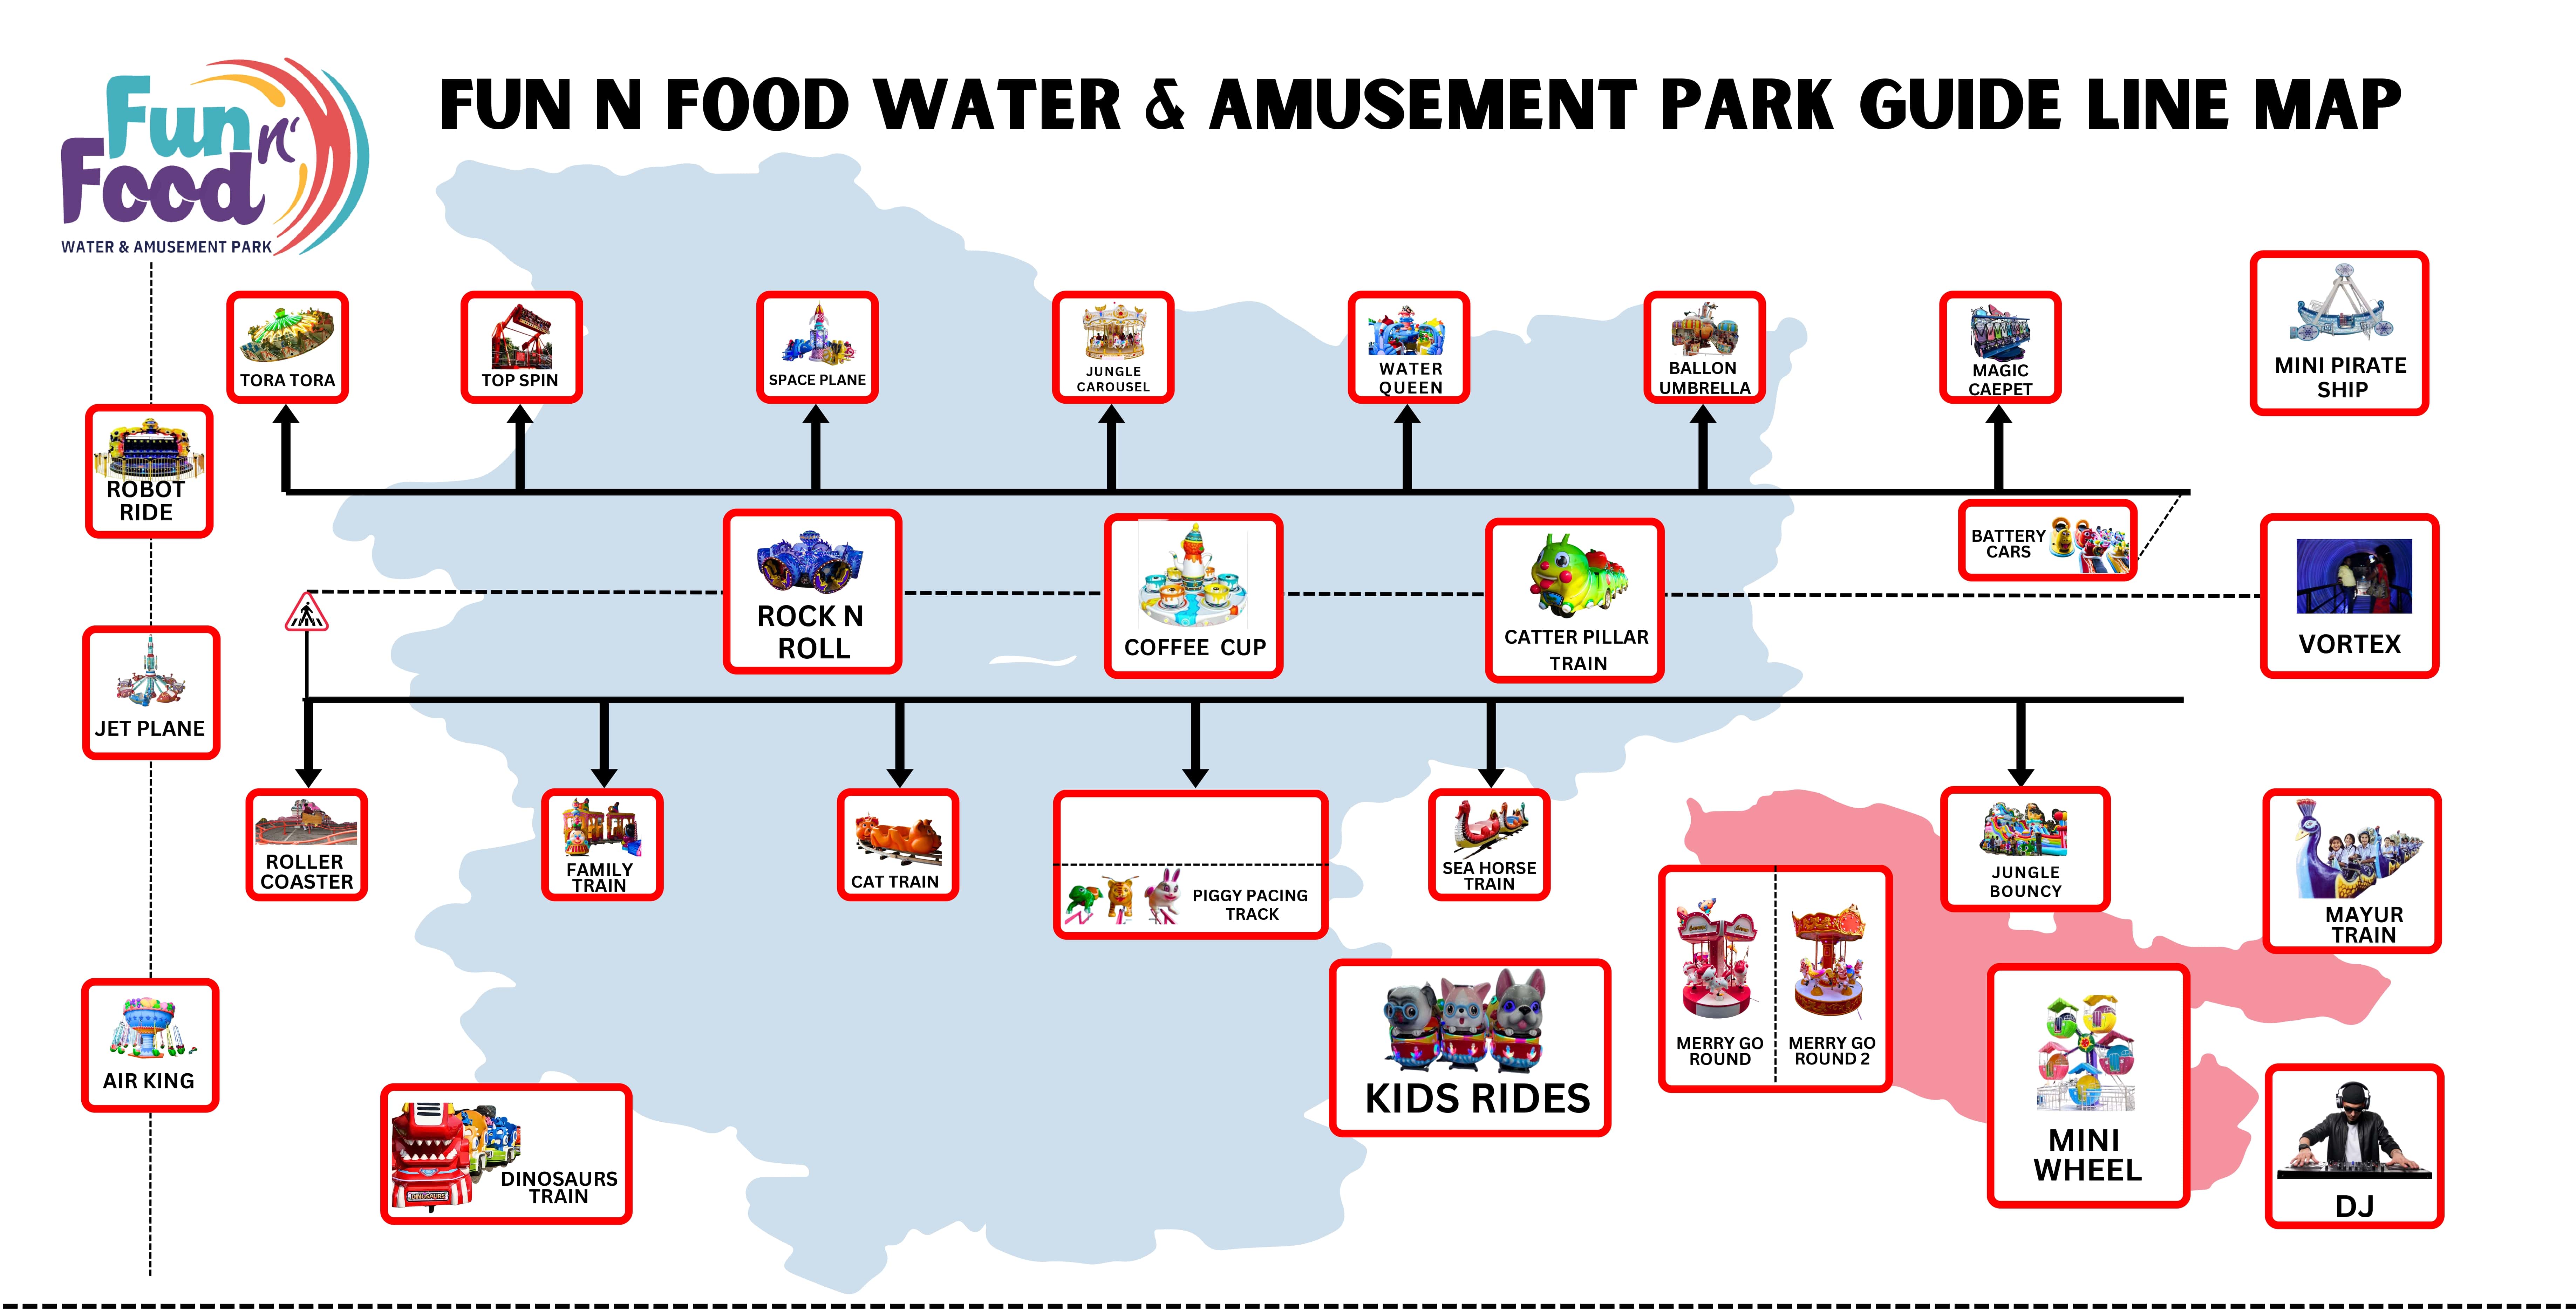 Fun n'
Food
WATER & AMUSEMENT PARK
FUN N FOOD WATER & AMUSEMENT PARK GUIDE LINE MAP
TORA TORA
TOP SPIN
SPACE PLANE
JUNGLE
CAROUSEL
WATER
QUEEN
BALLON
UMBRELLA
MAGIC
CAEPET
MINI PIRATE
SHIP
ROBOT
RIDE
ROCK N
ROLL
COFFEE CUP
CATTER PILLAR
TRAIN
BATTERY
CARS
VORTEX
JET PLANE
ROLLER
COASTER
FAMILY
TRAIN
CAT TRAIN
PIGGY PACING
TRACK
SEA HORSE
TRAIN
JUNGLE
BOUNCY
MAYUR
TRAIN
AIR KING
DINOSAURS
DINOSAURS
TRAIN
KIDS RIDES
MERRY GO
ROUND
MERRY GO
ROUND 2
MINI
WHEEL
DJ